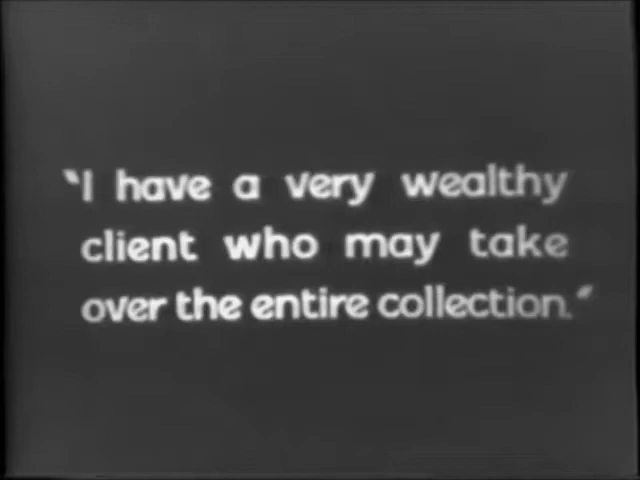 "I have a very wealthy
client who may take
over the entire collection."